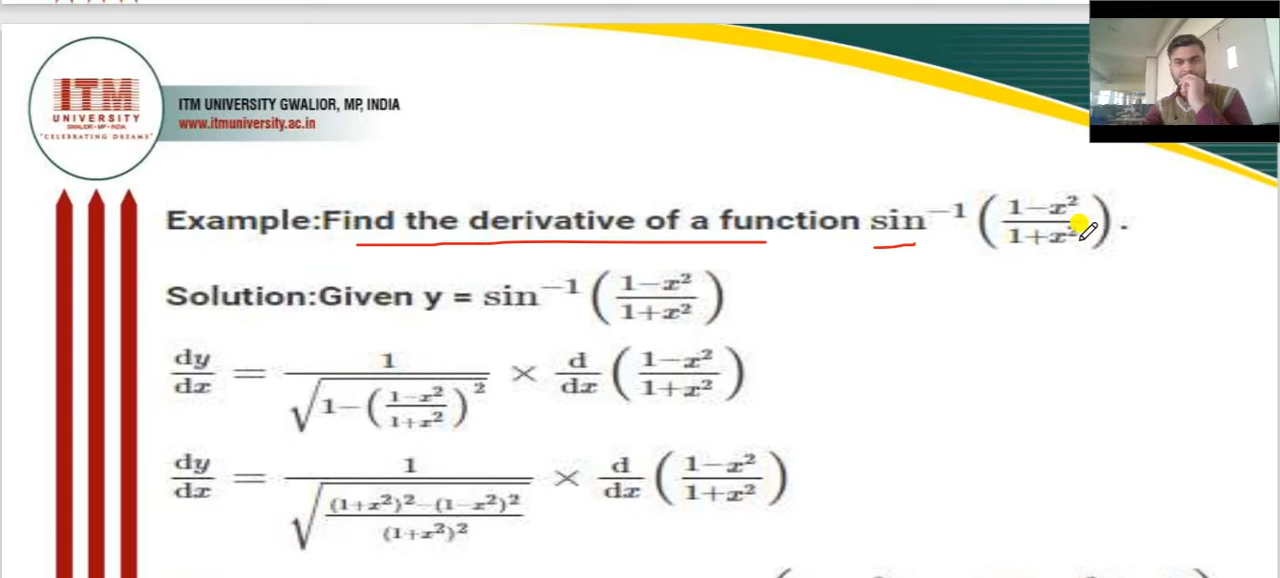 ITM
UNIVERSITY
GWALIOR • MP • INDIA
"CELEBRATING DREAMS"
ITM UNIVERSITY GWALIOR, MP, INDIA
www.itmuniversity.ac.in
Example:Find the derivative of a function sin⁻¹ ((1−x²)/(1+x²)).
Solution:Given y = sin⁻¹ ((1−x²)/(1+x²))
dy/dx = 1/√(1−((1−x²)/(1+x²))²) × d/dx ((1−x²)/(1+x²))
dy/dx = 1/√(((1+x²)²−(1−x²)²)/(1+x²)²) × d/dx ((1−x²)/(1+x²))